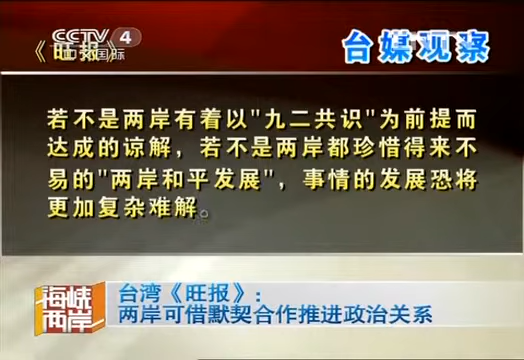 CCTV 4
《旺报》
台媒观察
若不是两岸有着以"九二共识"为前提而
达成的谅解，若不是两岸都珍惜得来不
易的"两岸和平发展"，事情的发展恐将
更加复杂难解。
海峡
两岸
台湾《旺报》：
两岸可借默契合作推进政治关系